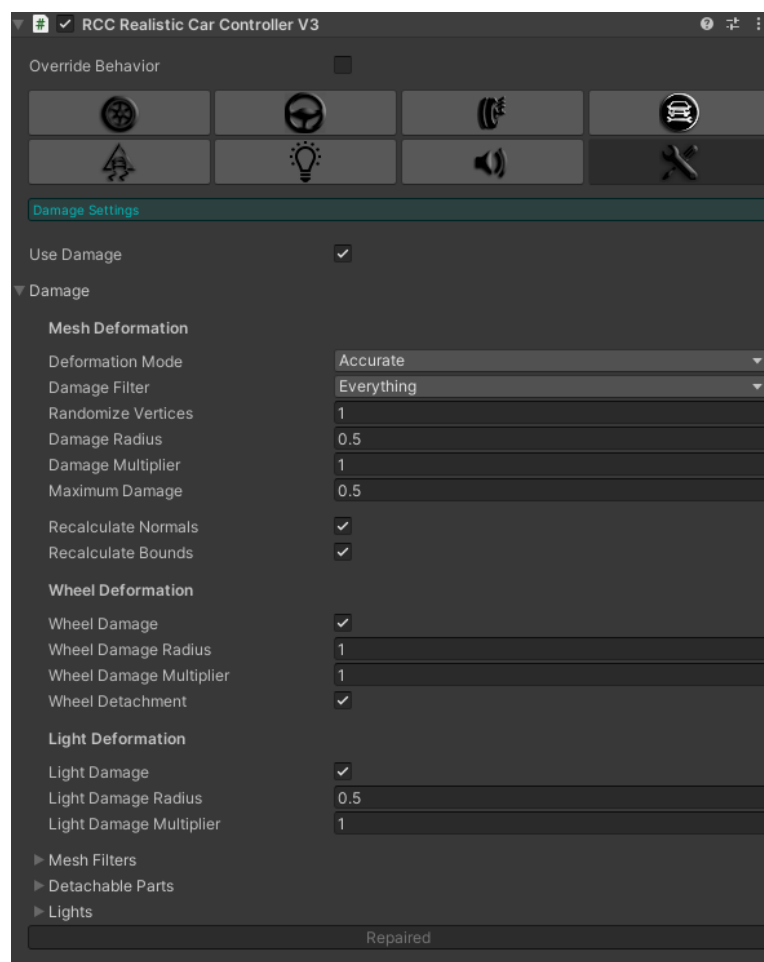 RCC Realistic Car Controller V3
Override Behavior
Damage Settings
Use Damage
Damage
Mesh Deformation
Deformation Mode Accurate
Damage Filter Everything
Randomize Vertices 1
Damage Radius 0.5
Damage Multiplier 1
Maximum Damage 0.5
Recalculate Normals
Recalculate Bounds
Wheel Deformation
Wheel Damage
Wheel Damage Radius 1
Wheel Damage Multiplier 1
Wheel Detachment
Light Deformation
Light Damage
Light Damage Radius 0.5
Light Damage Multiplier 1
Mesh Filters
Detachable Parts
Lights
Repaired